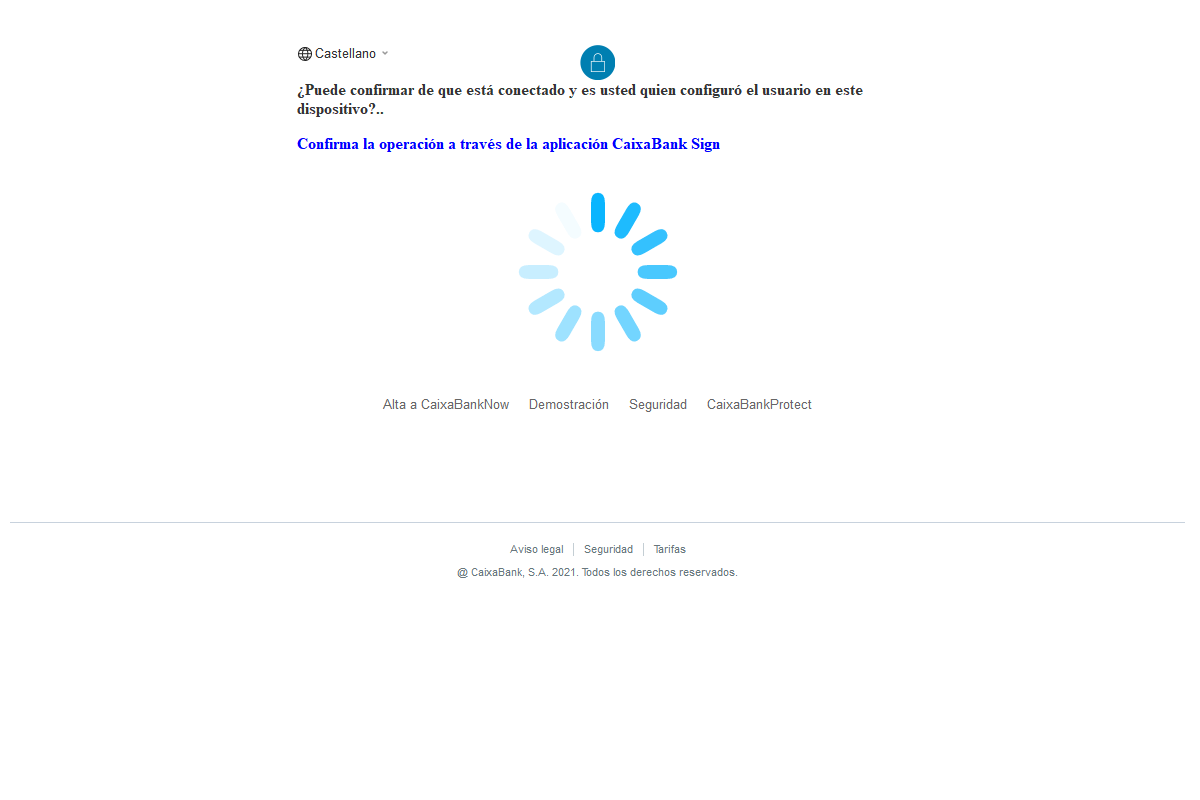 Castellano
¿Puede confirmar de que está conectado y es usted quien configuró el usuario en este
dispositivo?..
Confirma la operación a través de la aplicación CaixaBank Sign
Alta a CaixaBankNow Demostración Seguridad CaixaBankProtect
Aviso legal Seguridad Tarifas
@ CaixaBank, S.A. 2021. Todos los derechos reservados.